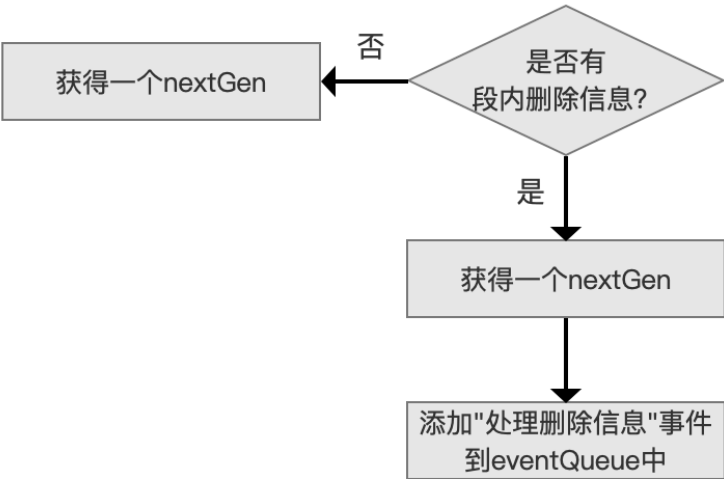 是否有
段内删除信息?
否
获得一个nextGen
是
获得一个nextGen
添加"处理删除信息"事件
到eventQueue中